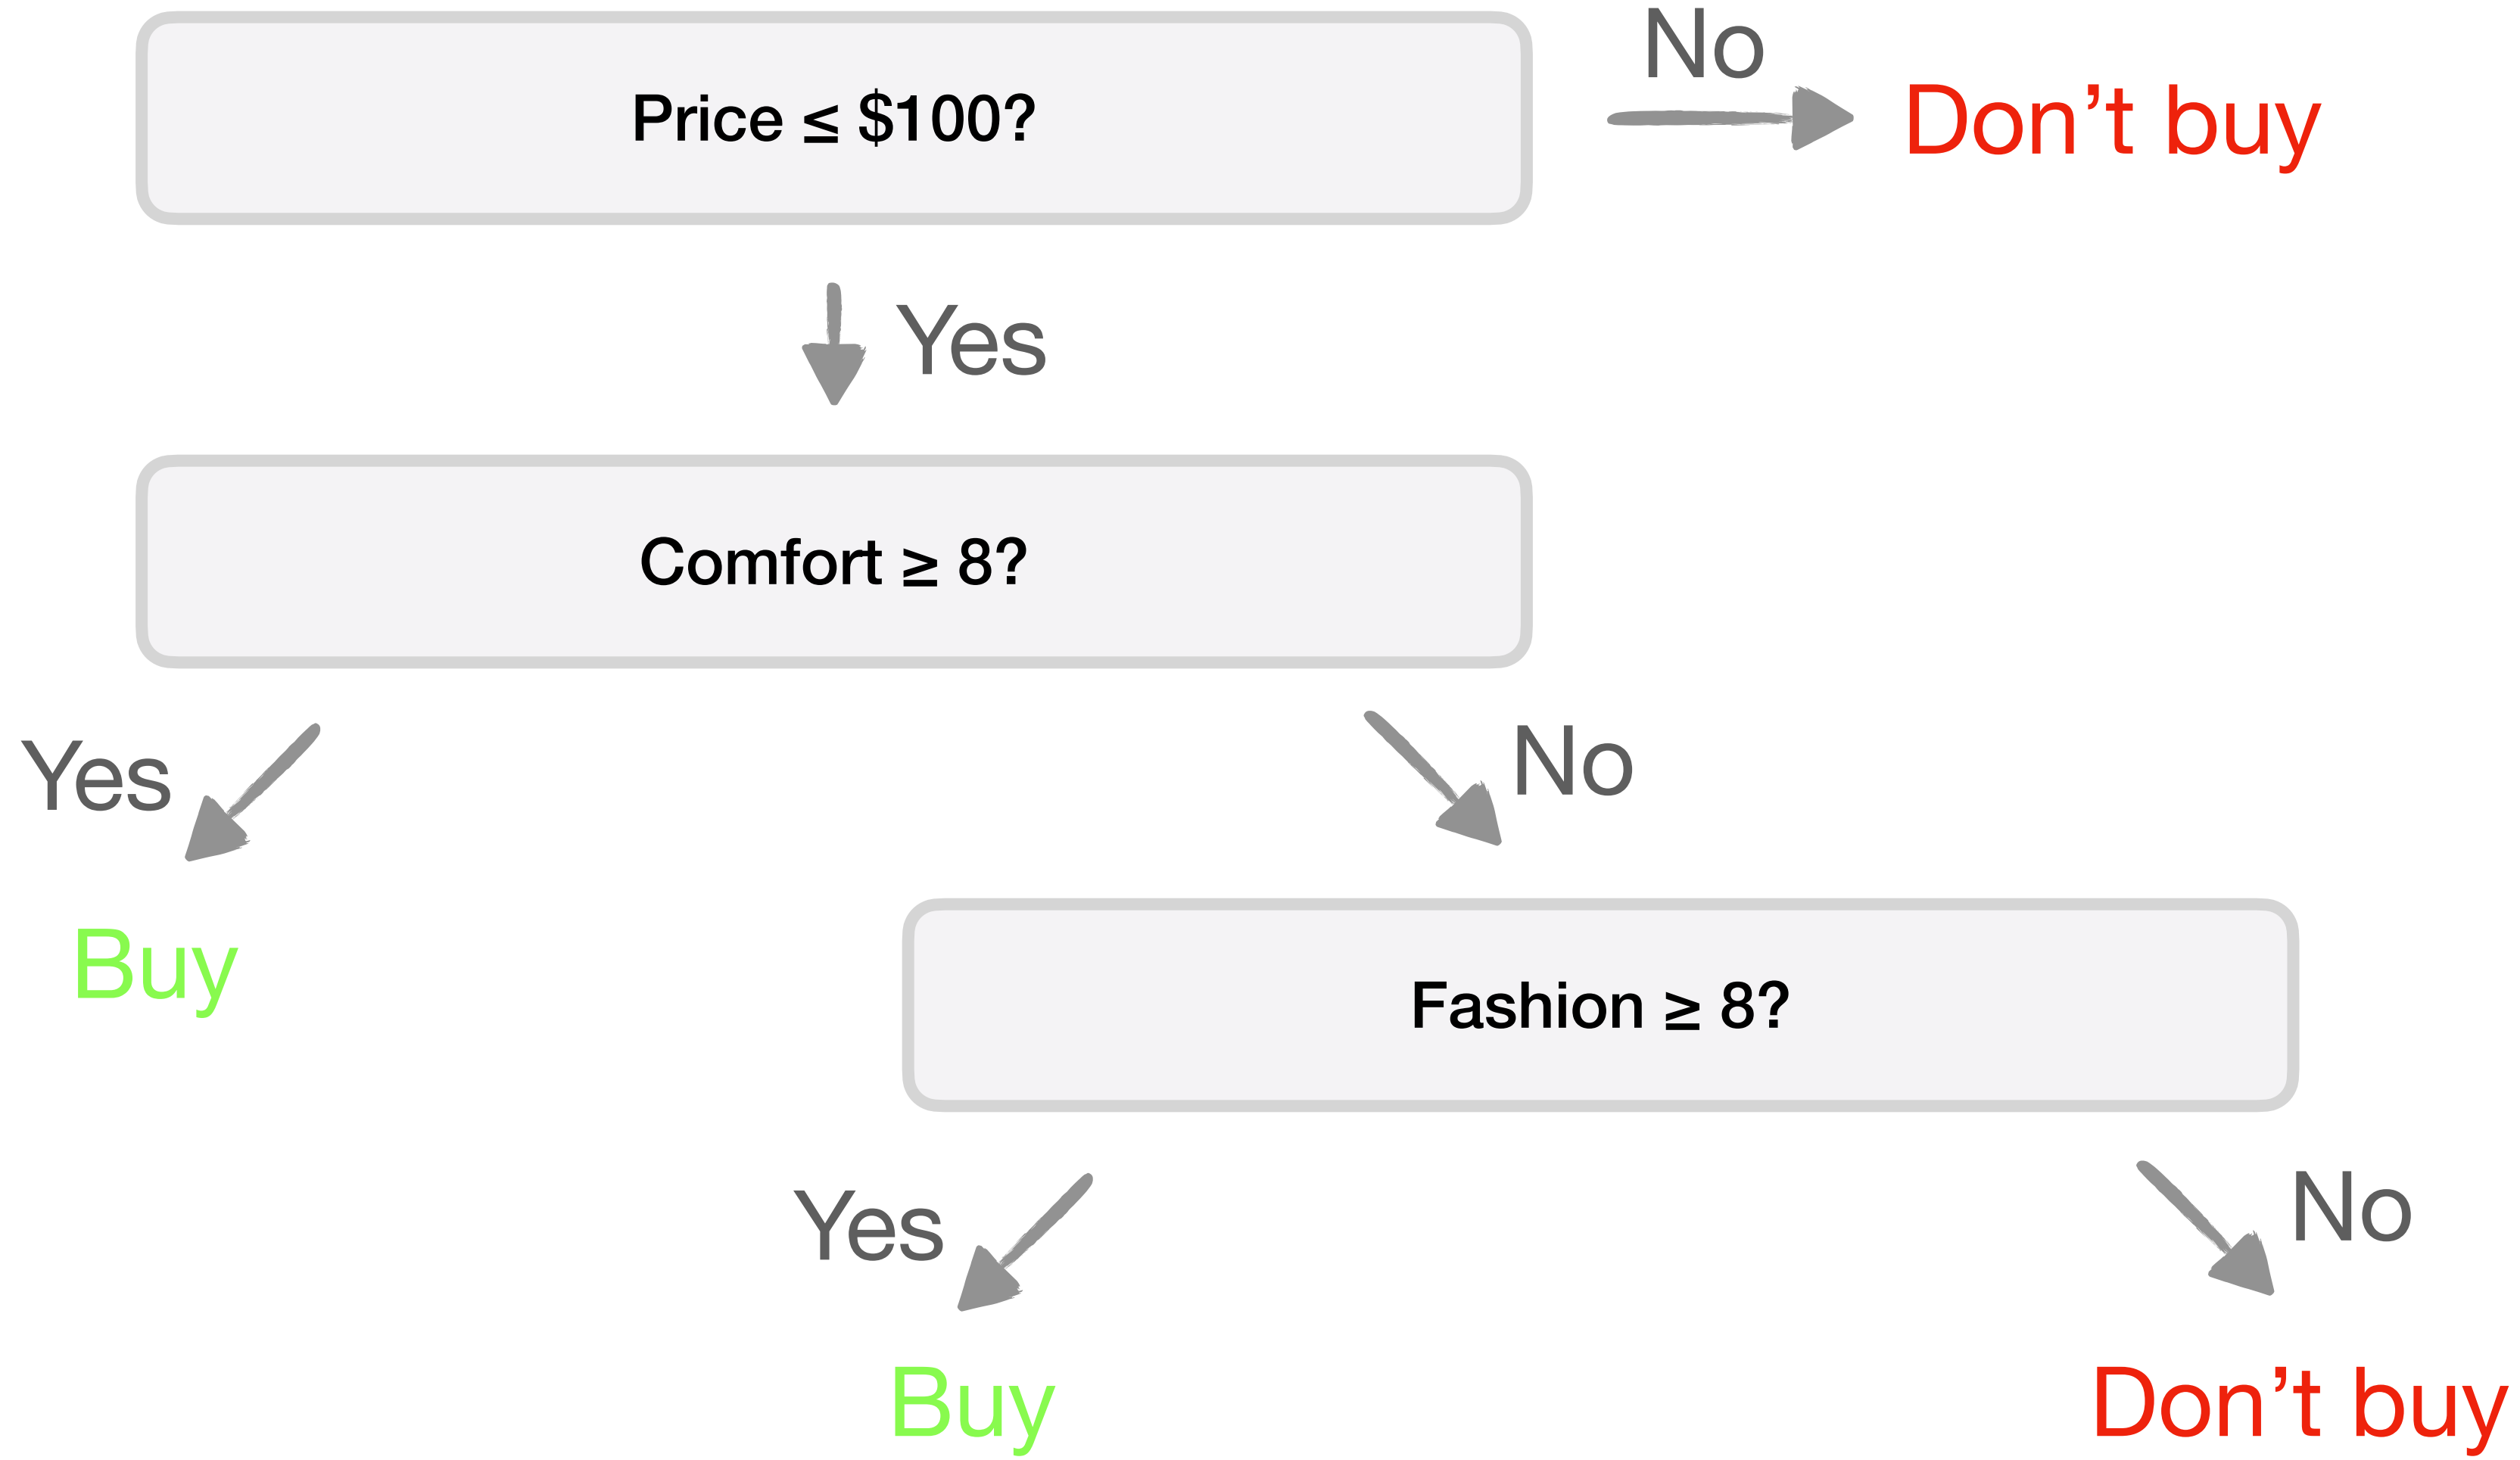 No
Price ≤ $100?
Don’t buy
Yes
Comfort ≥ 8?
Yes
No
Buy
Fashion ≥ 8?
Yes
No
Buy
Don’t buy